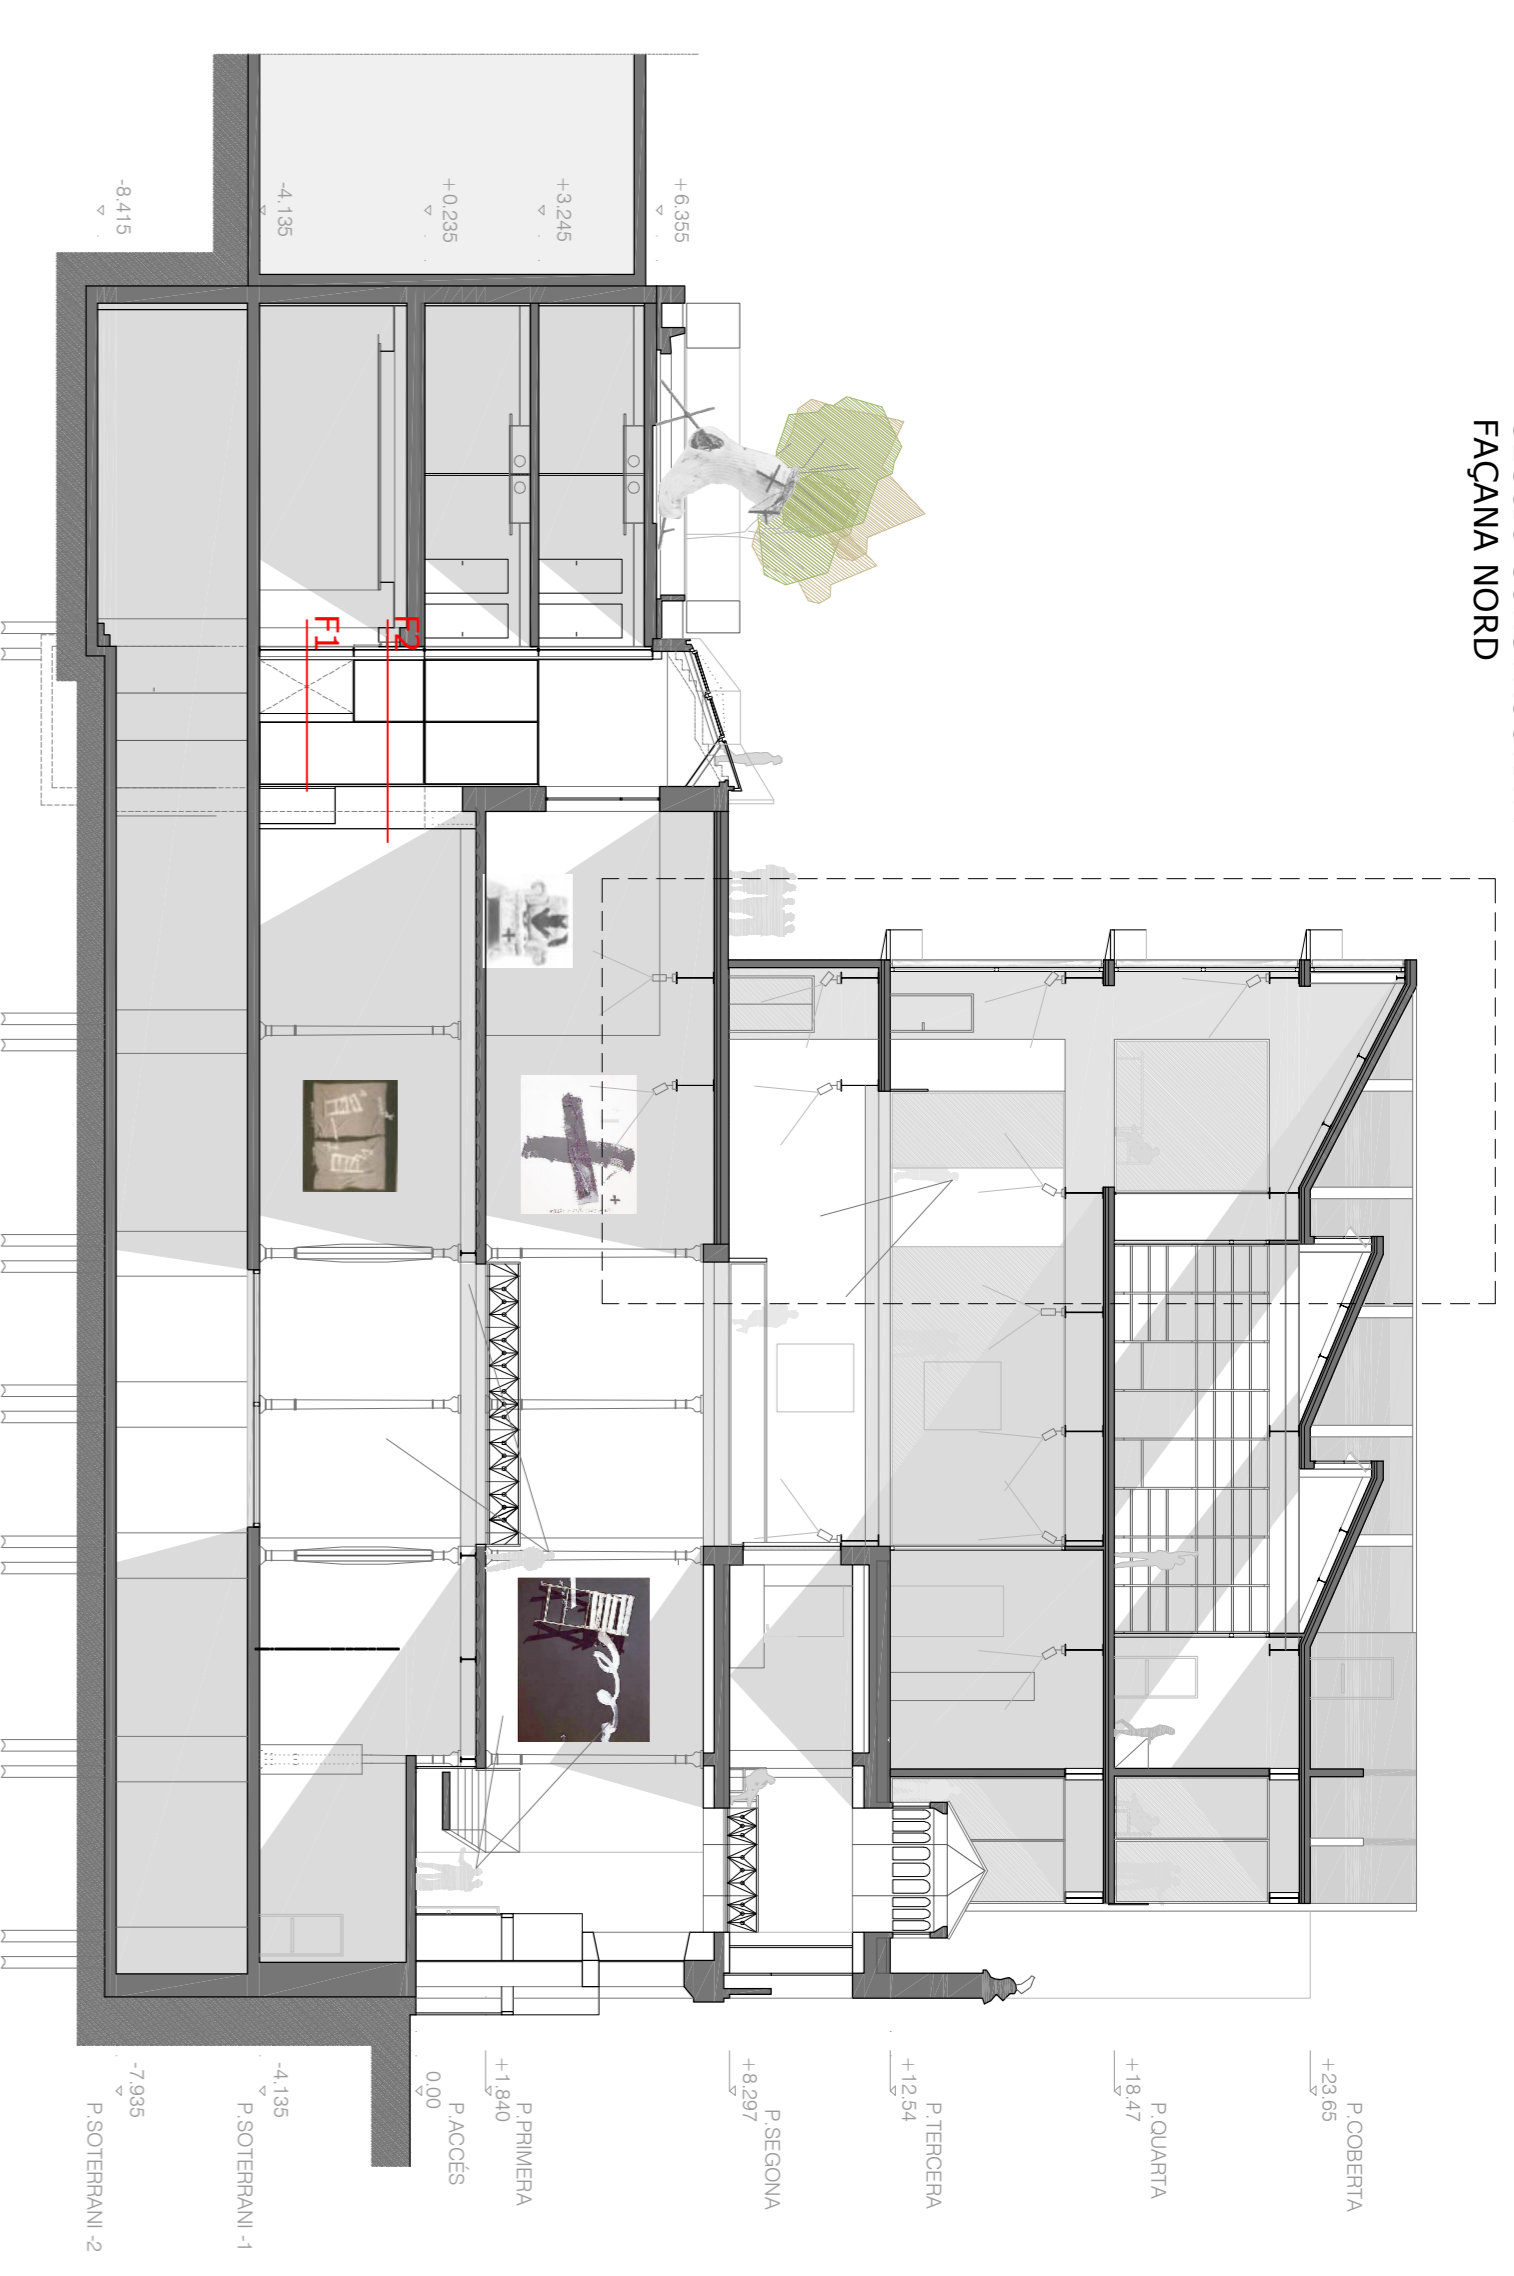 FAÇANA NORD
+6.355
+3.245
+0.235
-4.135
-8.415
F2
F1
P.COBERTA
+23,65
P.QUARTA
+18.47
P.TERCERA
+12.54
P.SEGONA
+8.297
P.PRIMERA
+1.840
P.ACCÉS
0,00
P.SOTERRANI -1
-4.135
P.SOTERRANI -2
-7.935